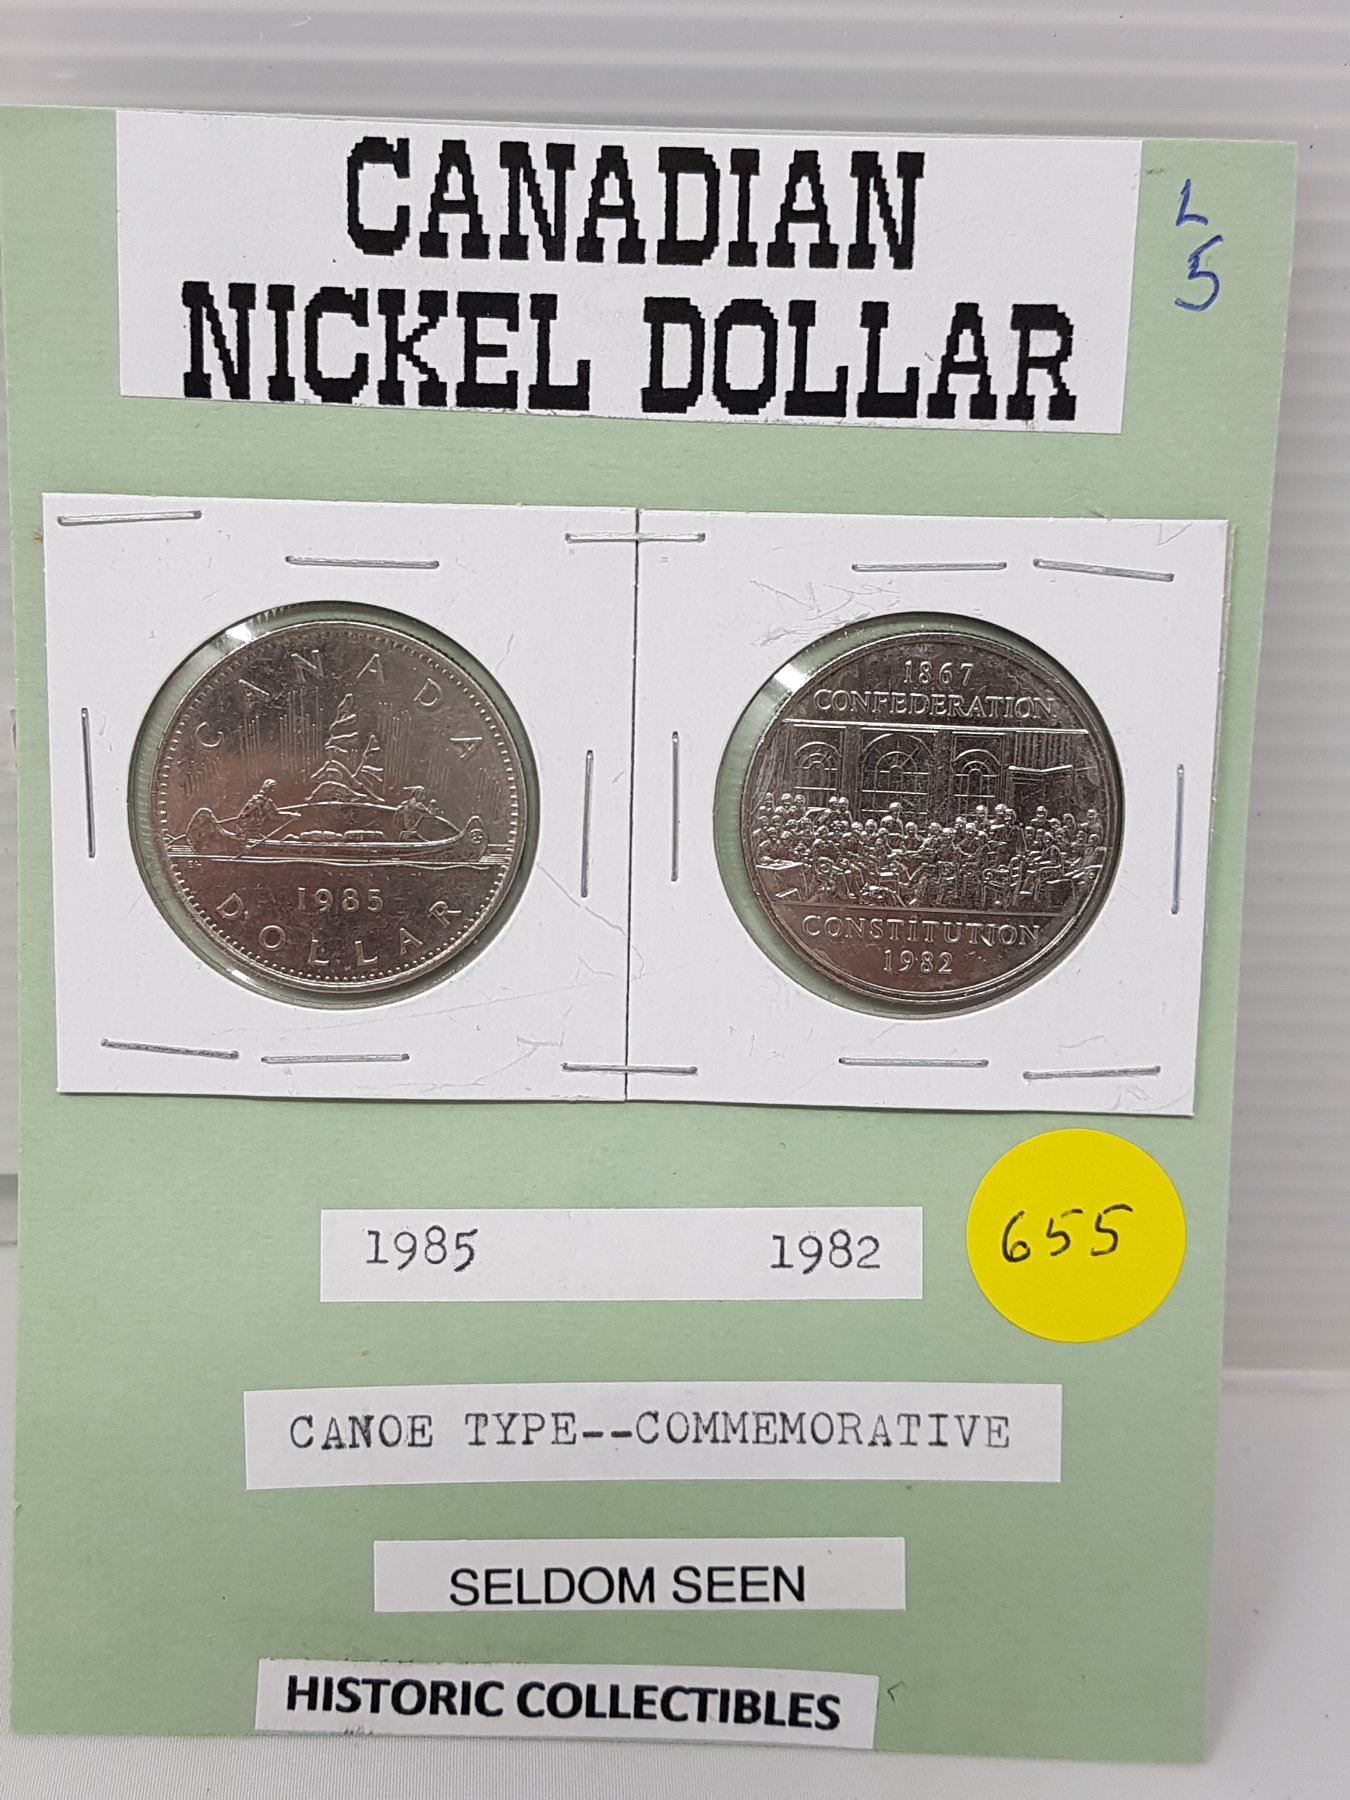 CANADIAN
NICKEL DOLLAR
L
5
CANADA
1985
DOLLAR
1867
CONFEDERATION
CONSTITUTION
1982
1985 1982
655
CANOE TYPE--COMMEMORATIVE
SELDOM SEEN
HISTORIC COLLECTIBLES